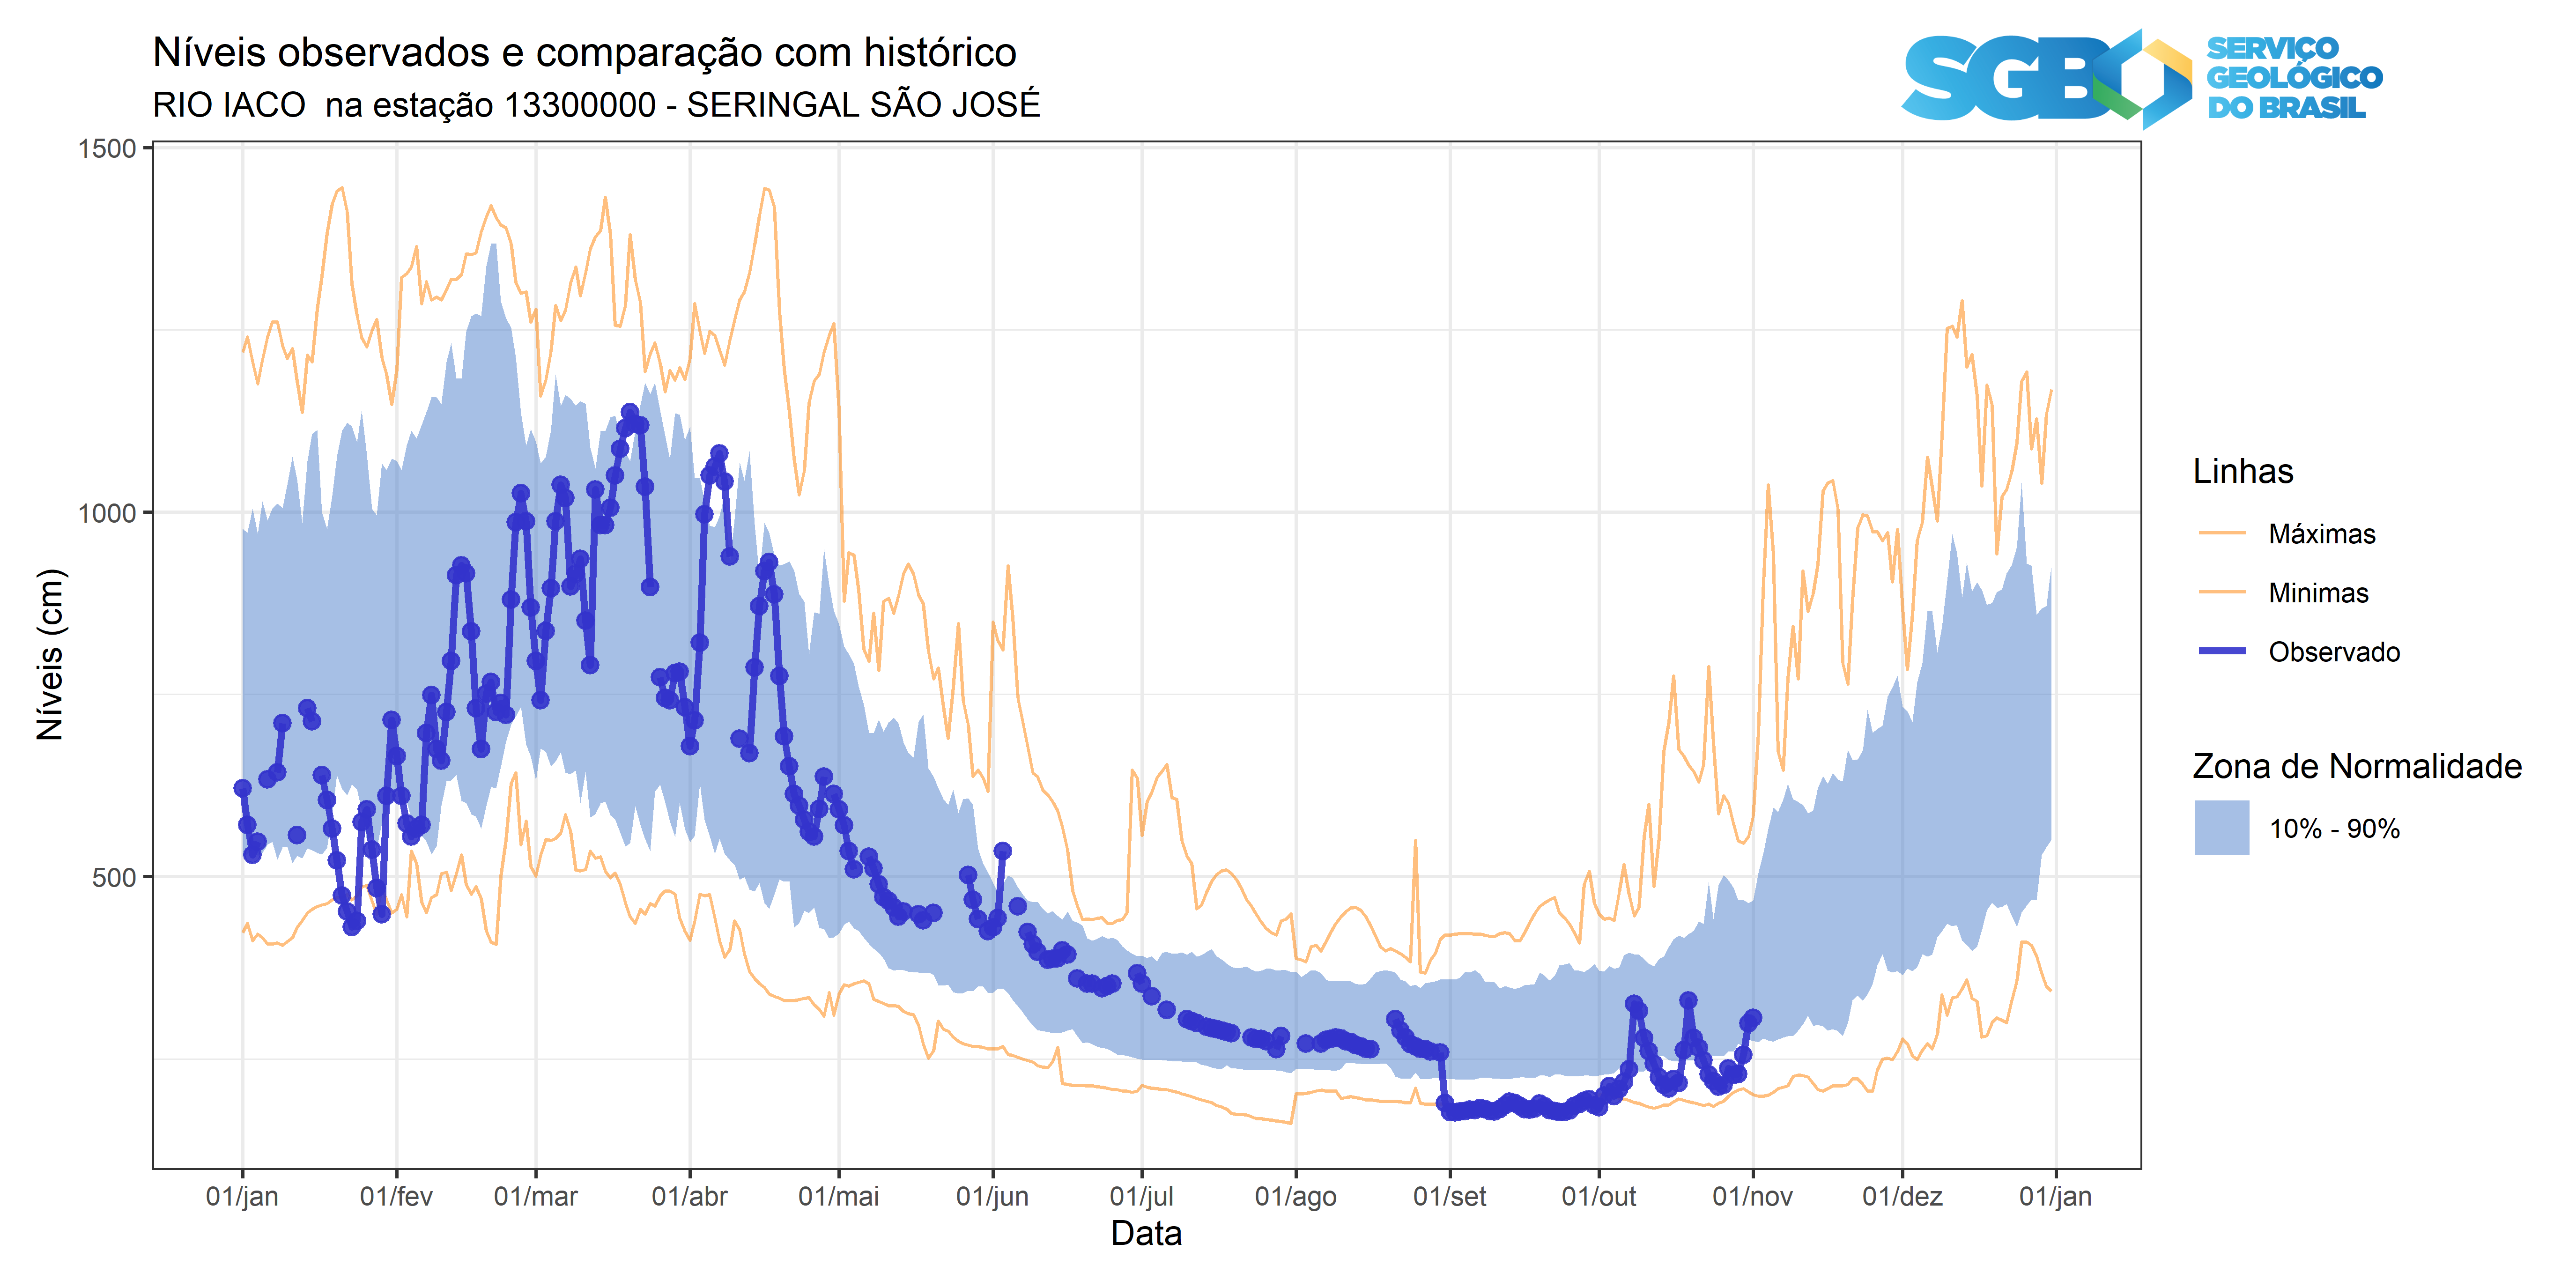 Níveis observados e comparação com histórico
RIO IACO  na estação 13300000 - SERINGAL SÃO JOSÉ
SGB
SERVIÇO
GEOLÓGICO
DO BRASIL
Níveis (cm)
1500
1000
500
01/jan
01/fev
01/mar
01/abr
01/mai
01/jun
01/jul
01/ago
01/set
01/out
01/nov
01/dez
01/jan
Data
Linhas
Máximas
Minimas
Observado
Zona de Normalidade
10% - 90%